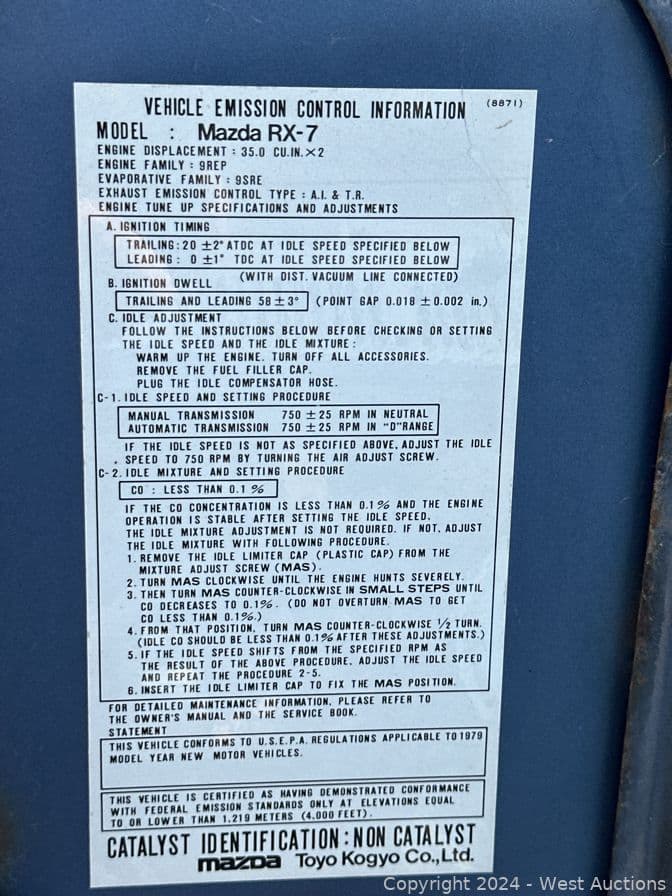 VEHICLE EMISSION CONTROL INFORMATION (8871)
MODEL : Mazda RX-7
ENGINE DISPLACEMENT : 35.0 CU.IN.×2
ENGINE FAMILY : 9REP
EVAPORATIVE FAMILY : 9SRE
EXHAUST EMISSION CONTROL TYPE : A.I. & T.R.
ENGINE TUNE UP SPECIFICATIONS AND ADJUSTMENTS
A. IGNITION TIMING
TRAILING : 20 ±2° ATDC AT IDLE SPEED SPECIFIED BELOW
LEADING : 0 ±1° TDC AT IDLE SPEED SPECIFIED BELOW
(WITH DIST. VACUUM LINE CONNECTED)
B. IGNITION DWELL
TRAILING AND LEADING 58 ± 3° (POINT GAP 0.018 ± 0.002 in.)
C. IDLE ADJUSTMENT
FOLLOW THE INSTRUCTIONS BELOW BEFORE CHECKING OR SETTING
THE IDLE SPEED AND THE IDLE MIXTURE :
WARM UP THE ENGINE. TURN OFF ALL ACCESSORIES.
REMOVE THE FUEL FILLER CAP.
PLUG THE IDLE COMPENSATOR HOSE.
C-1. IDLE SPEED AND SETTING PROCEDURE
MANUAL TRANSMISSION 750 ± 25 RPM IN NEUTRAL
AUTOMATIC TRANSMISSION 750 ± 25 RPM IN "D"RANGE
IF THE IDLE SPEED IS NOT AS SPECIFIED ABOVE, ADJUST THE IDLE
SPEED TO 750 RPM BY TURNING THE AIR ADJUST SCREW.
C-2. IDLE MIXTURE AND SETTING PROCEDURE
CO : LESS THAN 0.1 %
IF THE CO CONCENTRATION IS LESS THAN 0.1 % AND THE ENGINE
OPERATION IS STABLE AFTER SETTING THE IDLE SPEED,
THE IDLE MIXTURE ADJUSTMENT IS NOT REQUIRED. IF NOT, ADJUST
THE IDLE MIXTURE WITH FOLLOWING PROCEDURE.
1. REMOVE THE IDLE LIMITER CAP (PLASTIC CAP) FROM THE
MIXTURE ADJUST SCREW (MAS).
2. TURN MAS CLOCKWISE UNTIL THE ENGINE HUNTS SEVERELY.
3. THEN TURN MAS COUNTER-CLOCKWISE IN SMALL STEPS UNTIL
CO DECREASES TO 0.1%. (DO NOT OVERTURN MAS TO GET
CO LESS THAN 0.1%.)
4. FROM THAT POSITION, TURN MAS COUNTER-CLOCKWISE 1/2 TURN.
(IDLE CO SHOULD BE LESS THAN 0.1% AFTER THESE ADJUSTMENTS.)
5. IF THE IDLE SPEED SHIFTS FROM THE SPECIFIED RPM AS
THE RESULT OF THE ABOVE PROCEDURE, ADJUST THE IDLE SPEED
AND REPEAT THE PROCEDURE 2-5.
6. INSERT THE IDLE LIMITER CAP TO FIX THE MAS POSITION.
FOR DETAILED MAINTENANCE INFORMATION, PLEASE REFER TO
THE OWNER'S MANUAL AND THE SERVICE BOOK.
STATEMENT
THIS VEHICLE CONFORMS TO U.S.E.P.A. REGULATIONS APPLICABLE TO 1979
MODEL YEAR NEW MOTOR VEHICLES.
THIS VEHICLE IS CERTIFIED AS HAVING DEMONSTRATED CONFORMANCE
WITH FEDERAL EMISSION STANDARDS ONLY AT ELEVATIONS EQUAL
TO OR LOWER THAN 1,219 METERS (4,000 FEET).
CATALYST IDENTIFICATION : NON CATALYST
mazda Toyo Kogyo Co., Ltd.
Copyright © 2024 - West Auctions